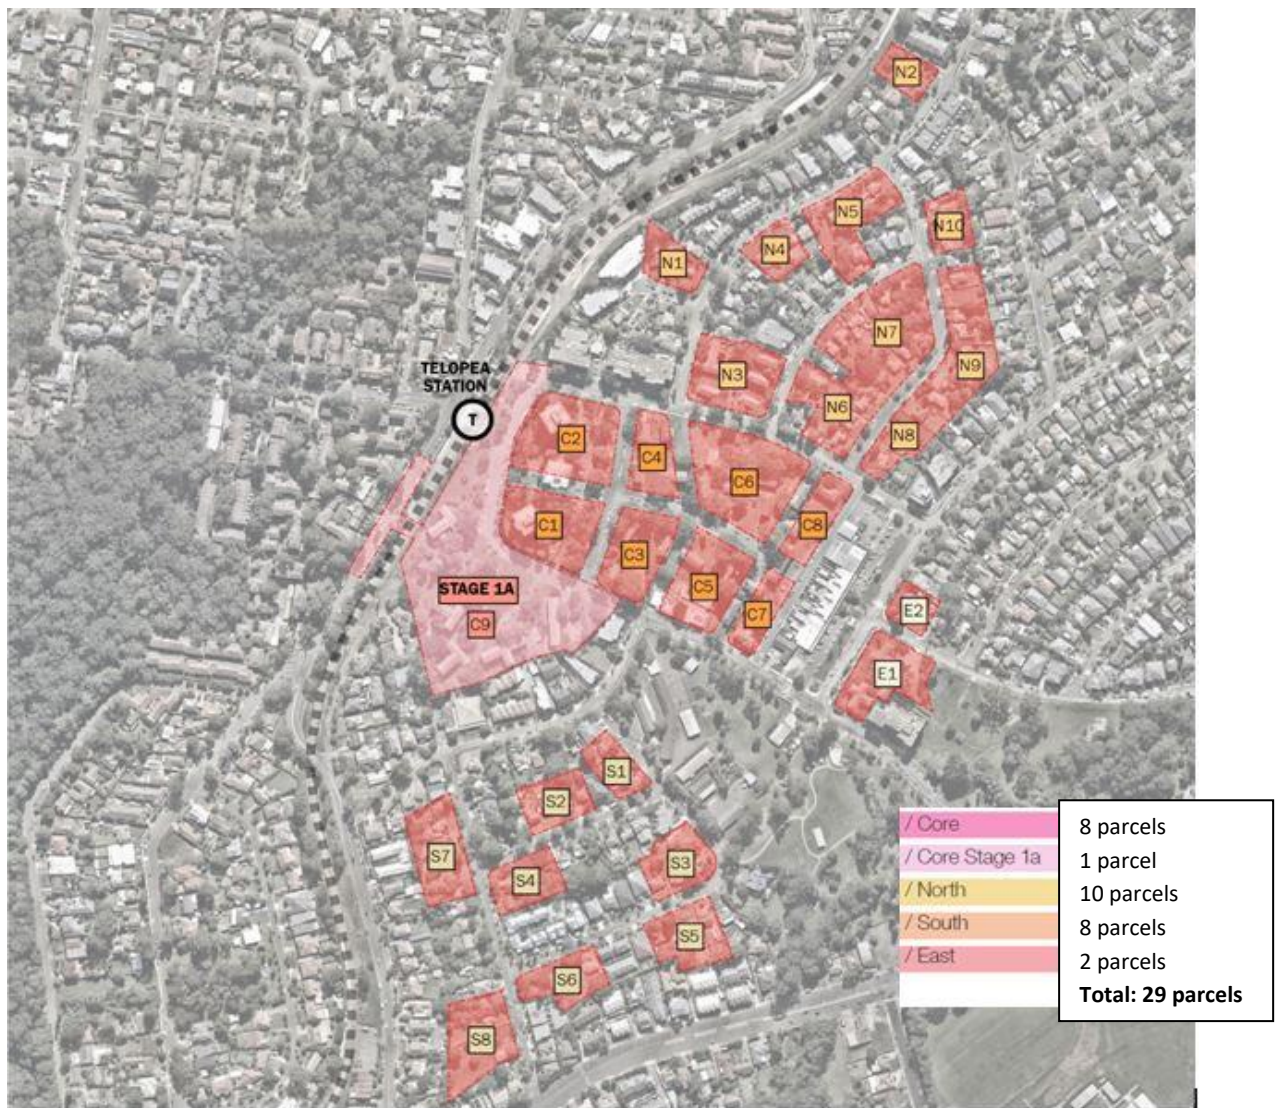 N2
N5
N10
N4
N1
N7
N9
TELOPEA
STATION
N3
T
N6
N8
C2
C4
C6
C1
C8
C3
STAGE 1A
C5
C9
C7
E2
E1
S1
S2
S7
S3
S4
S5
S6
S8
/ Core 8 parcels
/ Core Stage 1a 1 parcel
/ North 10 parcels
/ South 8 parcels
/ East 2 parcels
Total: 29 parcels